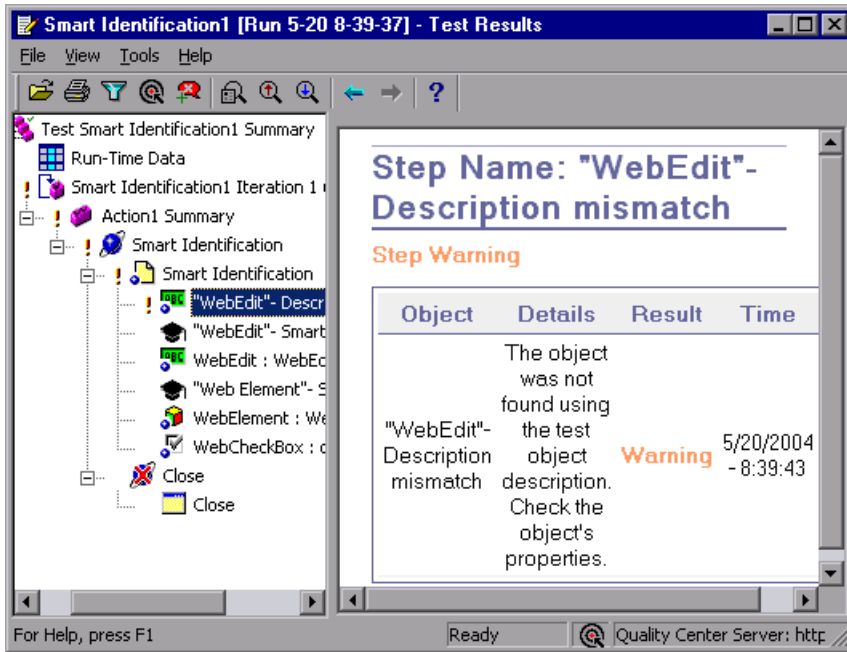 Smart Identification1 [Run 5-20 8-39-37] - Test Results
File View Tools Help
Test Smart Identification1 Summary
Run-Time Data
Smart Identification1 Iteration 1
Action1 Summary
Smart Identification
Smart Identification
"WebEdit"- Descr
"WebEdit"- Smart
WebEdit : WebEd
"Web Element"- S
WebElement : We
WebCheckBox :
Close
Close
Step Name: "WebEdit"-
Description mismatch
Step Warning
Object Details Result Time
"WebEdit"-
Description
mismatch
The object
was not
found using
the test
object
description.
Check the
object's
properties.
Warning
5/20/2004
- 8:39:43
For Help, press F1
Ready
Quality Center Server: http